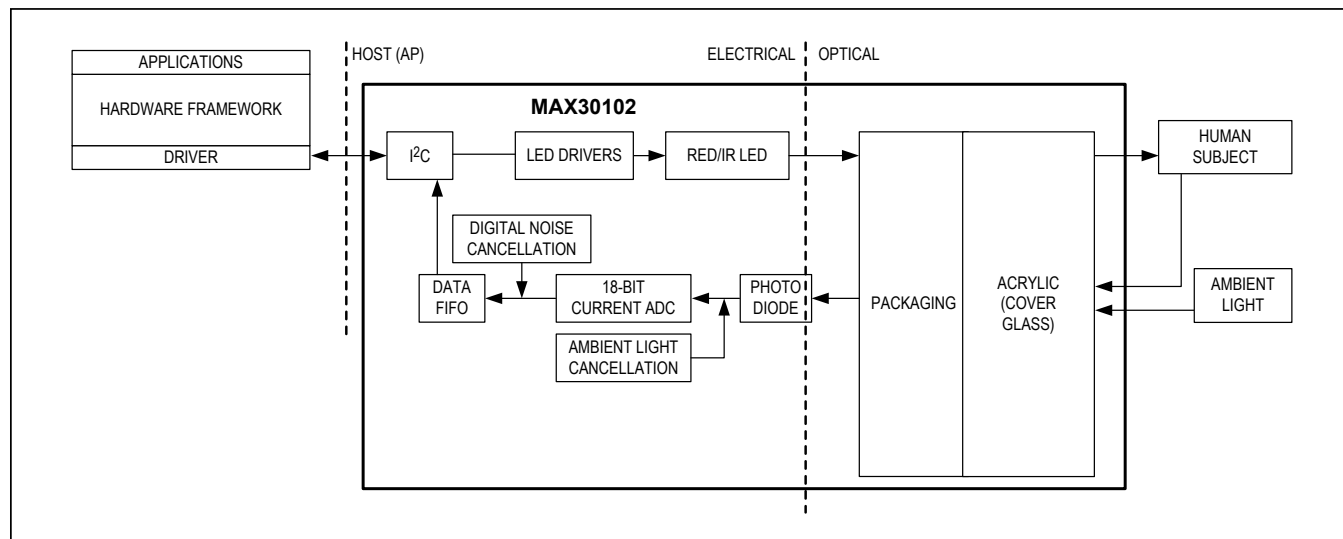 HOST (AP)
ELECTRICAL
OPTICAL
APPLICATIONS
HARDWARE FRAMEWORK
DRIVER
MAX30102
I²C
LED DRIVERS
RED/IR LED
HUMAN
SUBJECT
DIGITAL NOISE
CANCELLATION
DATA
FIFO
18-BIT
CURRENT ADC
PHOTO
DIODE
AMBIENT LIGHT
CANCELLATION
PACKAGING
ACRYLIC
(COVER
GLASS)
AMBIENT
LIGHT